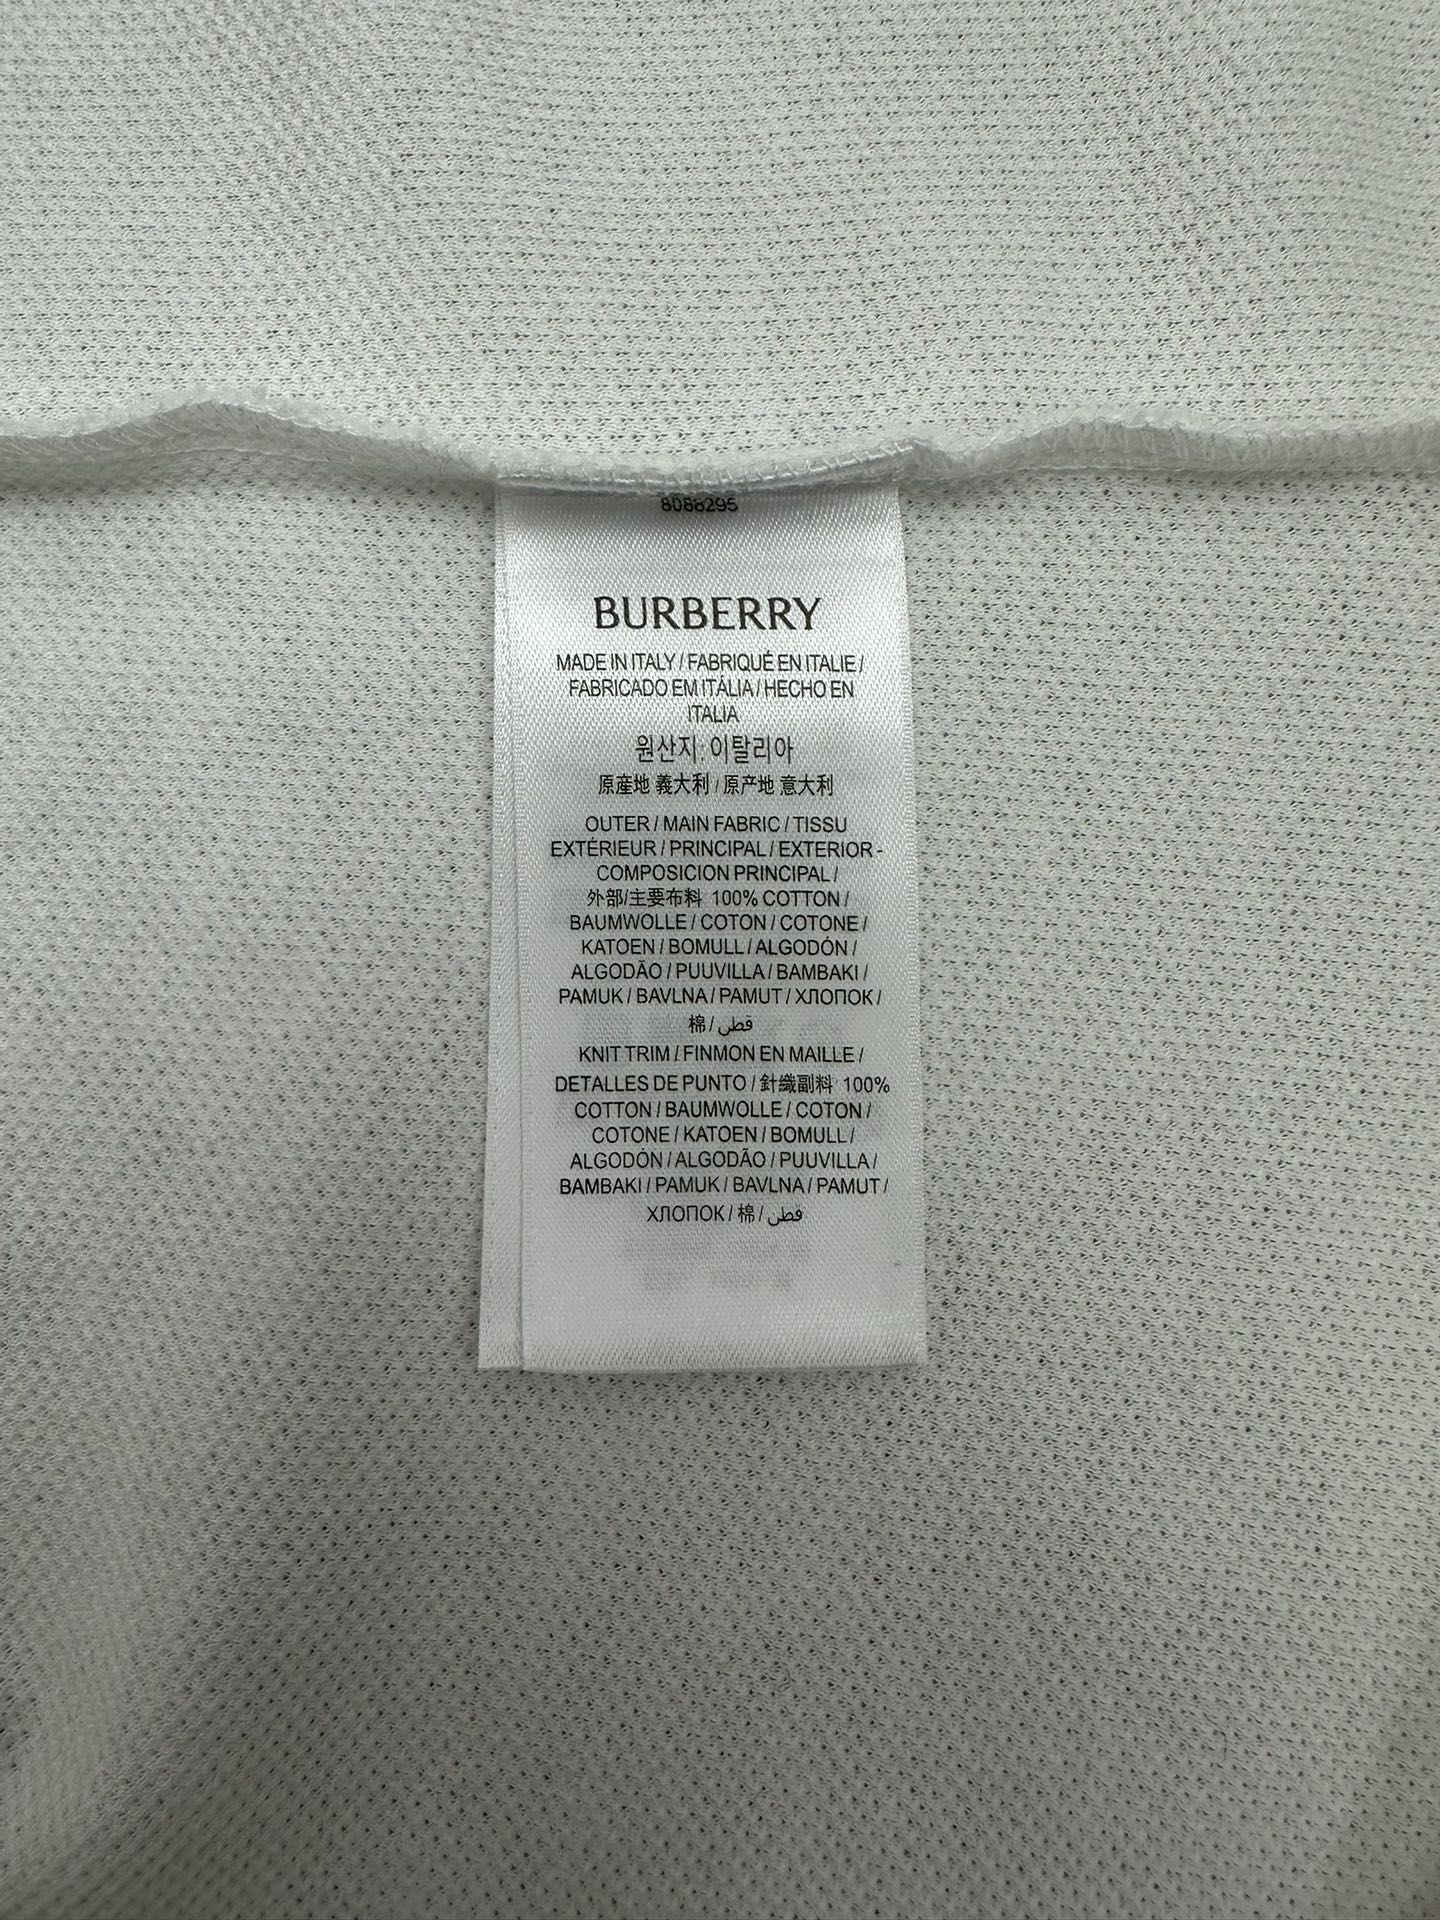 8088295
BURBERRY
MADE IN ITALY / FABRIQUÉ EN ITALIE /
FABRICADO EM ITÁLIA / HECHO EN
ITALIA
원산지: 이탈리아
原産地 義大利 / 原产地 意大利
OUTER / MAIN FABRIC / TISSU
EXTÉRIEUR / PRINCIPAL / EXTERIOR -
COMPOSICION PRINCIPAL /
外部/主要布料 100% COTTON /
BAUMWOLLE / COTON / COTONE /
KATOEN / BOMULL / ALGODÓN /
ALGODÃO / PUUVILLA / BAMBAKI /
PAMUK / BAVLNA / PAMUT / ХЛОПОК /
棉 / قطن
KNIT TRIM / FINMON EN MAILLE /
DETALLES DE PUNTO / 針織副料 100%
COTTON / BAUMWOLLE / COTON /
COTONE / KATOEN / BOMULL /
ALGODÓN / ALGODÃO / PUUVILLA /
BAMBAKI / PAMUK / BAVLNA / PAMUT /
ХЛОПОК / 棉 / قطن